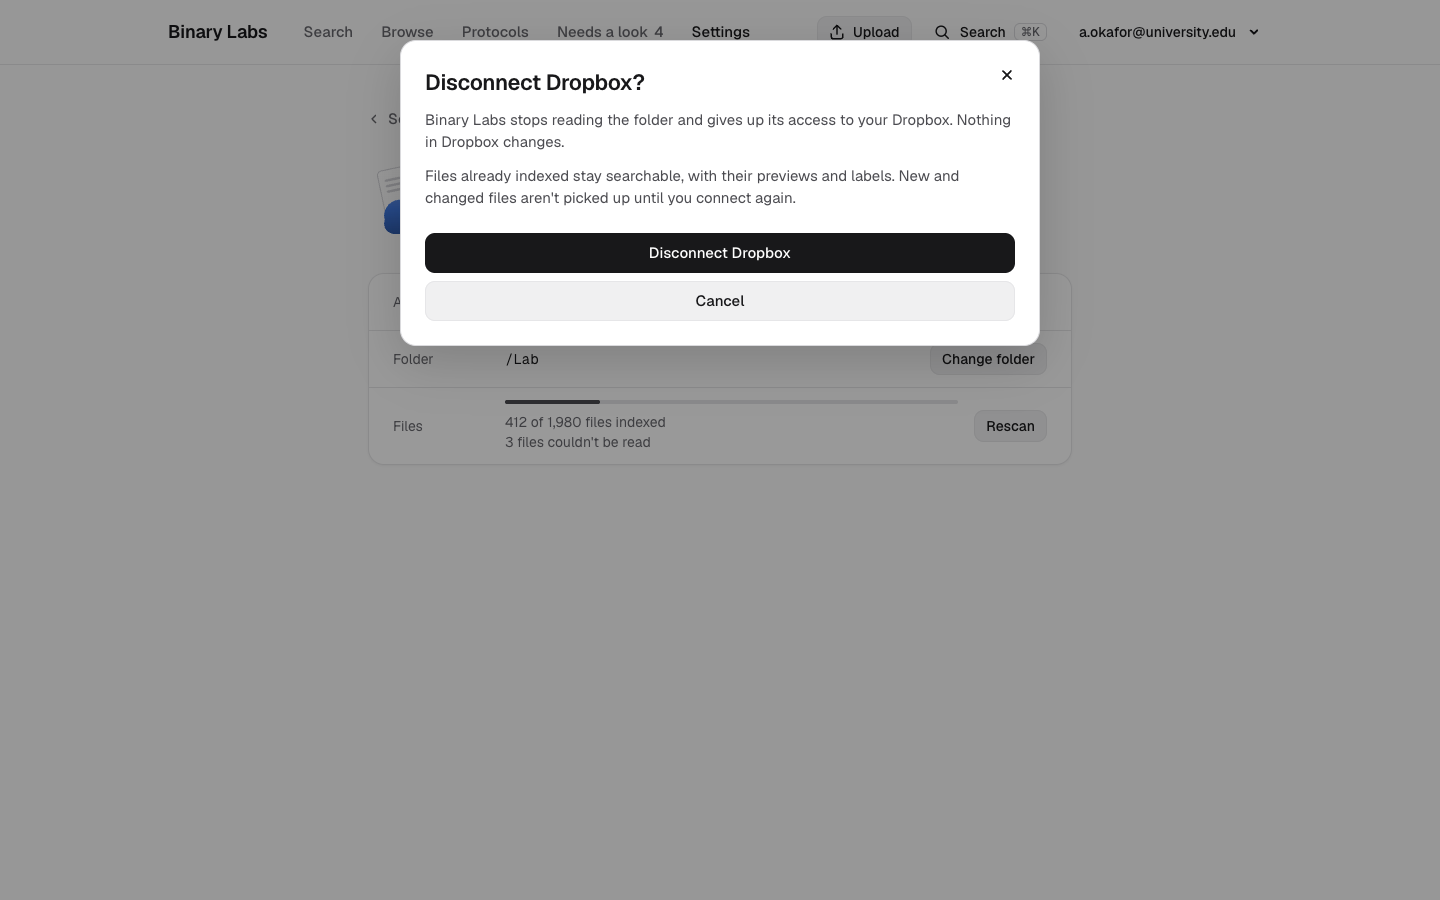 Binary Labs Search Browse Protocols Needs a look 4 Settings Upload Search ⌘K a.okafor@university.edu
Disconnect Dropbox?
Binary Labs stops reading the folder and gives up its access to your Dropbox. Nothing
in Dropbox changes.
Files already indexed stay searchable, with their previews and labels. New and
changed files aren't picked up until you connect again.
Disconnect Dropbox
Cancel
Folder /Lab Change folder
Files 412 of 1,980 files indexed
3 files couldn't be read
Rescan